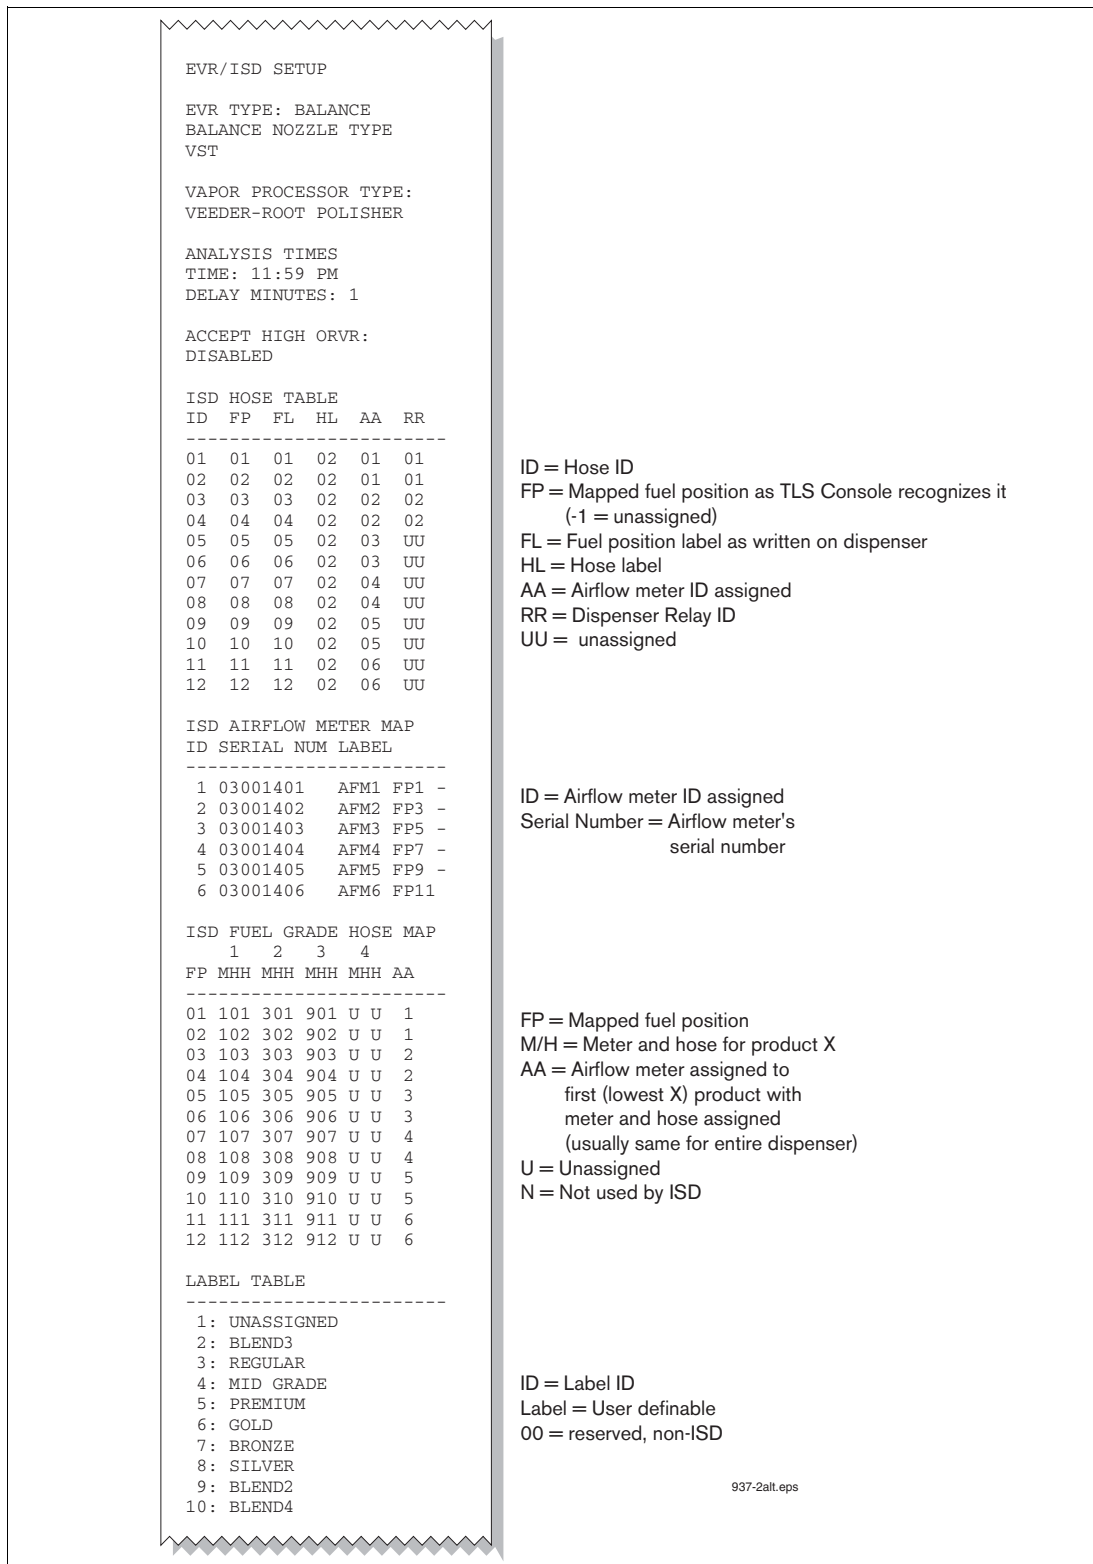 EVR/ISD SETUP
EVR TYPE: BALANCE
BALANCE NOZZLE TYPE
VST
VAPOR PROCESSOR TYPE:
VEEDER-ROOT POLISHER
ANALYSIS TIMES
TIME: 11:59 PM
DELAY MINUTES: 1
ACCEPT HIGH ORVR:
DISABLED
ISD HOSE TABLE
ID FP FL HL AA RR
------------------------
01 01 01 02 01 01
02 02 02 02 01 01
03 03 03 02 02 02
04 04 04 02 02 02
05 05 05 02 03 UU
06 06 06 02 03 UU
07 07 07 02 04 UU
08 08 08 02 04 UU
09 09 09 02 05 UU
10 10 10 02 05 UU
11 11 11 02 06 UU
12 12 12 02 06 UU
ID = Hose ID
FP = Mapped fuel position as TLS Console recognizes it
(-1 = unassigned)
FL = Fuel position label as written on dispenser
HL = Hose label
AA = Airflow meter ID assigned
RR = Dispenser Relay ID
UU = unassigned
ISD AIRFLOW METER MAP
ID SERIAL NUM LABEL
------------------------
1 03001401 AFM1 FP1 -
2 03001402 AFM2 FP3 -
3 03001403 AFM3 FP5 -
4 03001404 AFM4 FP7 -
5 03001405 AFM5 FP9 -
6 03001406 AFM6 FP11
ID = Airflow meter ID assigned
Serial Number = Airflow meter's
serial number
ISD FUEL GRADE HOSE MAP
1 2 3 4
FP MHH MHH MHH MHH AA
------------------------
01 101 301 901 U U 1
02 102 302 902 U U 1
03 103 303 903 U U 2
04 104 304 904 U U 2
05 105 305 905 U U 3
06 106 306 906 U U 3
07 107 307 907 U U 4
08 108 308 908 U U 4
09 109 309 909 U U 5
10 110 310 910 U U 5
11 111 311 911 U U 6
12 112 312 912 U U 6
FP = Mapped fuel position
M/H = Meter and hose for product X
AA = Airflow meter assigned to
first (lowest X) product with
meter and hose assigned
(usually same for entire dispenser)
U = Unassigned
N = Not used by ISD
LABEL TABLE
------------------------
1: UNASSIGNED
2: BLEND3
3: REGULAR
4: MID GRADE
5: PREMIUM
6: GOLD
7: BRONZE
8: SILVER
9: BLEND2
10: BLEND4
ID = Label ID
Label = User definable
00 = reserved, non-ISD
937-2alt.eps